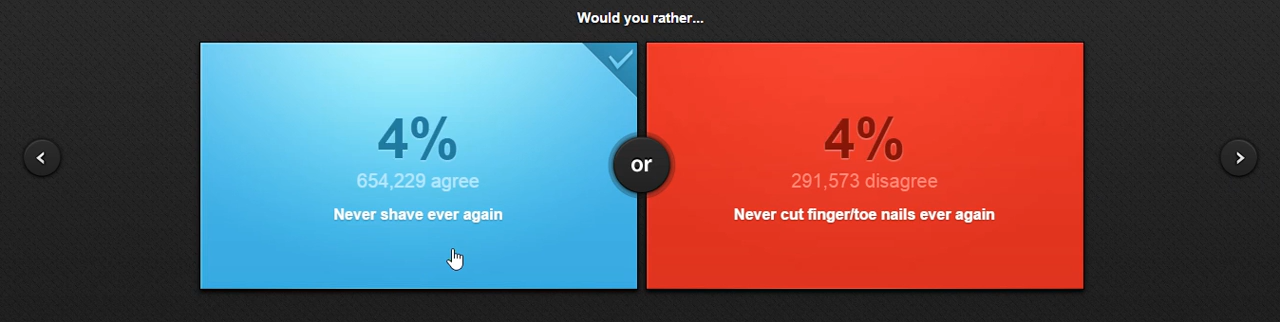 Would you rather...
4%
654,229 agree
Never shave ever again
or
4%
291,573 disagree
Never cut finger/toe nails ever again